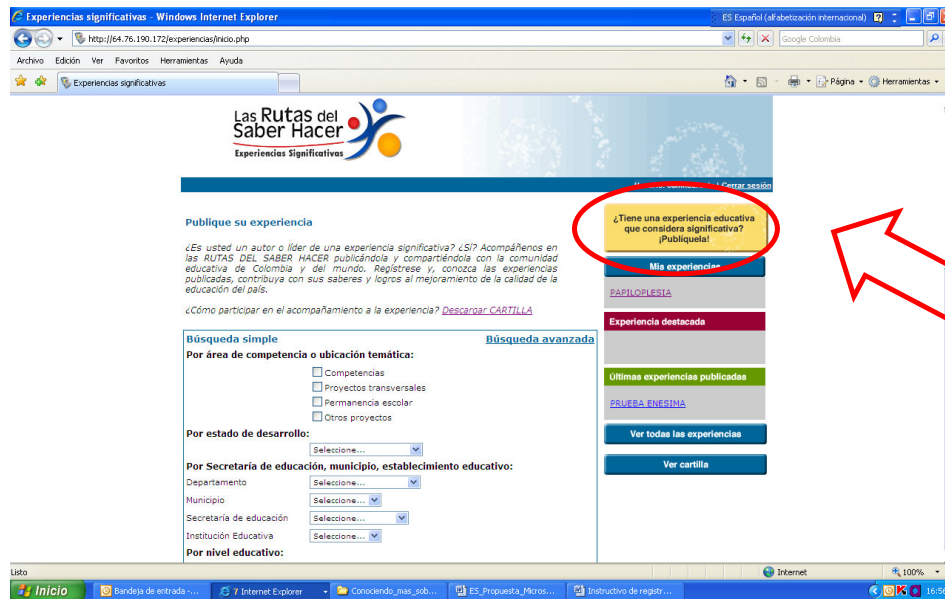 Experiencias significativas - Windows Internet Explorer
ES Español (alfabetización internacional)
http://64.76.190.172/experiencias/inicio.php
Google Colombia
Archivo Edición Ver Favoritos Herramientas Ayuda
Experiencias significativas
Página Herramientas
Las Rutas del
Saber Hacer
Experiencias Significativas
Cerrar sesión
Publique su experiencia
¿Es usted un autor o líder de una experiencia significativa? ¿Sí? Acompáñenos en
las RUTAS DEL SABER HACER publicándola y compartiéndola con la comunidad
educativa de Colombia y del mundo. Regístrese y, conozca las experiencias
publicadas, contribuya con sus saberes y logros al mejoramiento de la calidad de la
educación del país.
¿Cómo participar en el acompañamiento a la experiencia? Descargar CARTILLA
¿Tiene una experiencia educativa
que considera significativa?
¡Publíquela!
Mis experiencias
PAPILOPLESIA
Experiencia destacada
Últimas experiencias publicadas
PRUEBA ENESIMA
Ver todas las experiencias
Ver cartilla
Búsqueda simple
Búsqueda avanzada
Por área de competencia o ubicación temática:
Competencias
Proyectos transversales
Permanencia escolar
Otros proyectos
Por estado de desarrollo:
Seleccione...
Por Secretaría de educación, municipio, establecimiento educativo:
Departamento Seleccione...
Municipio Seleccione...
Secretaría de educación Seleccione...
Institución Educativa Seleccione...
Por nivel educativo:
Listo
Internet
100%
Inicio
Bandeja de entrada -...
7 Internet Explorer
Conociendo_mas_sob...
ES_Propuesta_Micros...
Instructivo de registr...